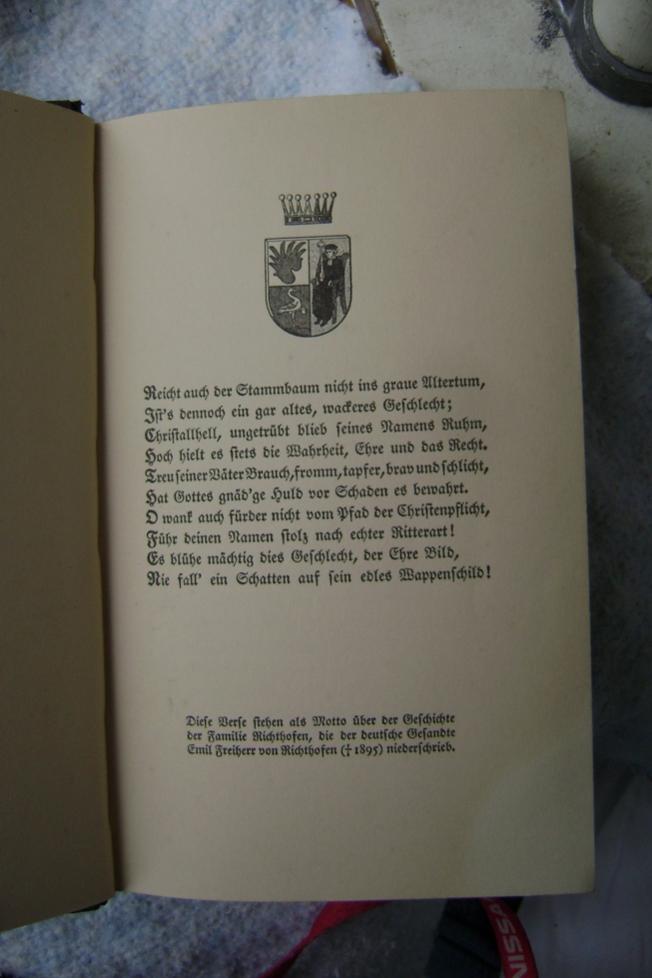 Reicht auch der Stammbaum nicht ins graue Altertum,
Ist's dennoch ein gar altes, wackeres Geschlecht;
Christallhell, ungetrübt blieb seines Namens Ruhm,
Hoch hielt es stets die Wahrheit, Ehre und das Recht.
Treu seiner Väter Brauch, fromm, tapfer, brav und schlicht,
Hat Gottes gnäd'ge Huld vor Schaden es bewahrt.
O wank auch fürder nicht vom Pfad der Christenpflicht,
Führ deinen Namen stolz nach echter Ritterart!
Es blühe mächtig dies Geschlecht, der Ehre Bild,
Nie fall' ein Schatten auf sein edles Wappenschild!
Diese Verse stehen als Motto über der Geschichte
der Familie Richthofen, die der deutsche Gesandte
Emil Freiherr von Richthofen († 1895) niederschrieb.
NISSA